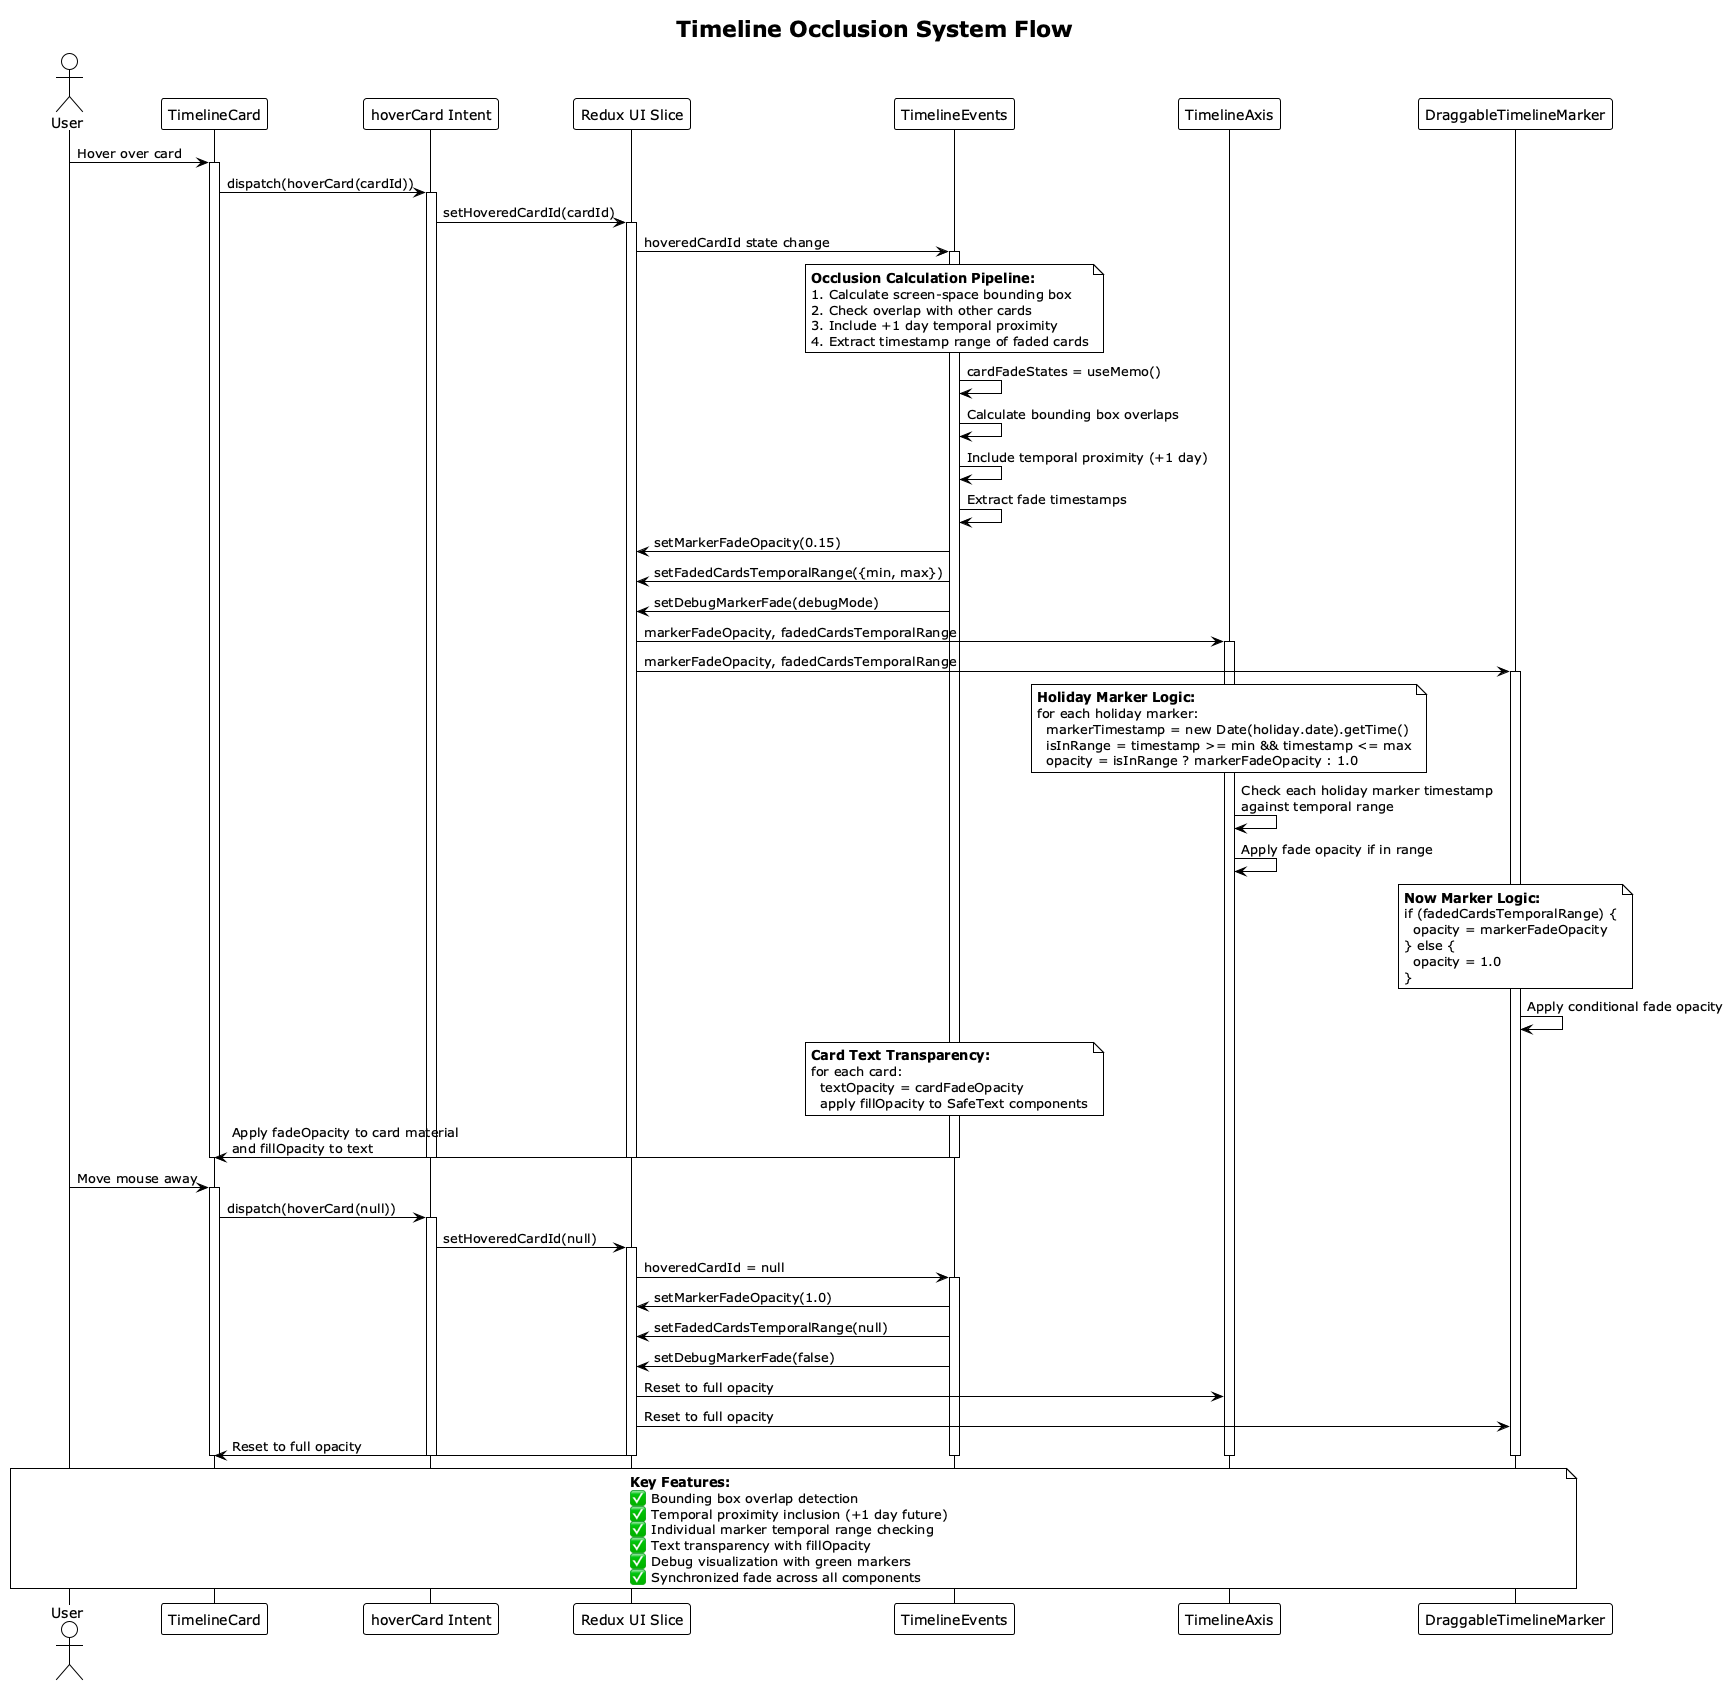 Timeline Occlusion System Flow
User
TimelineCard
hoverCard Intent
Redux UI Slice
TimelineEvents
TimelineAxis
DraggableTimelineMarker
Hover over card
dispatch(hoverCard(cardId))
setHoveredCardId(cardId)
hoveredCardId state change
Occlusion Calculation Pipeline:
1. Calculate screen-space bounding box
2. Check overlap with other cards
3. Include +1 day temporal proximity
4. Extract timestamp range of faded cards
cardFadeStates = useMemo()
Calculate bounding box overlaps
Include temporal proximity (+1 day)
Extract fade timestamps
setMarkerFadeOpacity(0.15)
setFadedCardsTemporalRange({min, max})
setDebugMarkerFade(debugMode)
markerFadeOpacity, fadedCardsTemporalRange
markerFadeOpacity, fadedCardsTemporalRange
Holiday Marker Logic:
for each holiday marker:
markerTimestamp = new Date(holiday.date).getTime()
isInRange = timestamp >= min && timestamp <= max
opacity = isInRange ? markerFadeOpacity : 1.0
Check each holiday marker timestamp
against temporal range
Apply fade opacity if in range
Now Marker Logic:
if (fadedCardsTemporalRange) {
opacity = markerFadeOpacity
} else {
opacity = 1.0
}
Apply conditional fade opacity
Card Text Transparency:
for each card:
textOpacity = cardFadeOpacity
apply fillOpacity to SafeText components
Apply fadeOpacity to card material
and fillOpacity to text
Move mouse away
dispatch(hoverCard(null))
setHoveredCardId(null)
hoveredCardId = null
setMarkerFadeOpacity(1.0)
setFadedCardsTemporalRange(null)
setDebugMarkerFade(false)
Reset to full opacity
Reset to full opacity
Reset to full opacity
Key Features:
✅ Bounding box overlap detection
✅ Temporal proximity inclusion (+1 day future)
✅ Individual marker temporal range checking
✅ Text transparency with fillOpacity
✅ Debug visualization with green markers
✅ Synchronized fade across all components
User
TimelineCard
hoverCard Intent
Redux UI Slice
TimelineEvents
TimelineAxis
DraggableTimelineMarker